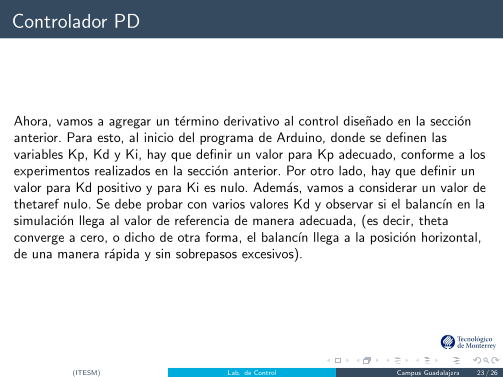 Controlador PD
Ahora, vamos a agregar un término derivativo al control diseñado en la sección
anterior. Para esto, al inicio del programa de Arduino, donde se definen las
variables Kp, Kd y Ki, hay que definir un valor para Kp adecuado, conforme a los
experimentos realizados en la sección anterior. Por otro lado, hay que definir un
valor para Kd positivo y para Ki es nulo. Además, vamos a considerar un valor de
thetaref nulo. Se debe probar con varios valores Kd y observar si el balancín en la
simulación llega al valor de referencia de manera adecuada, (es decir, theta
converge a cero, o dicho de otra forma, el balancín llega a la posición horizontal,
de una manera rápida y sin sobrepasos excesivos).
Tecnológico
de Monterrey
(ITESM)
Lab. de Control
Campus Guadalajara
23 / 26